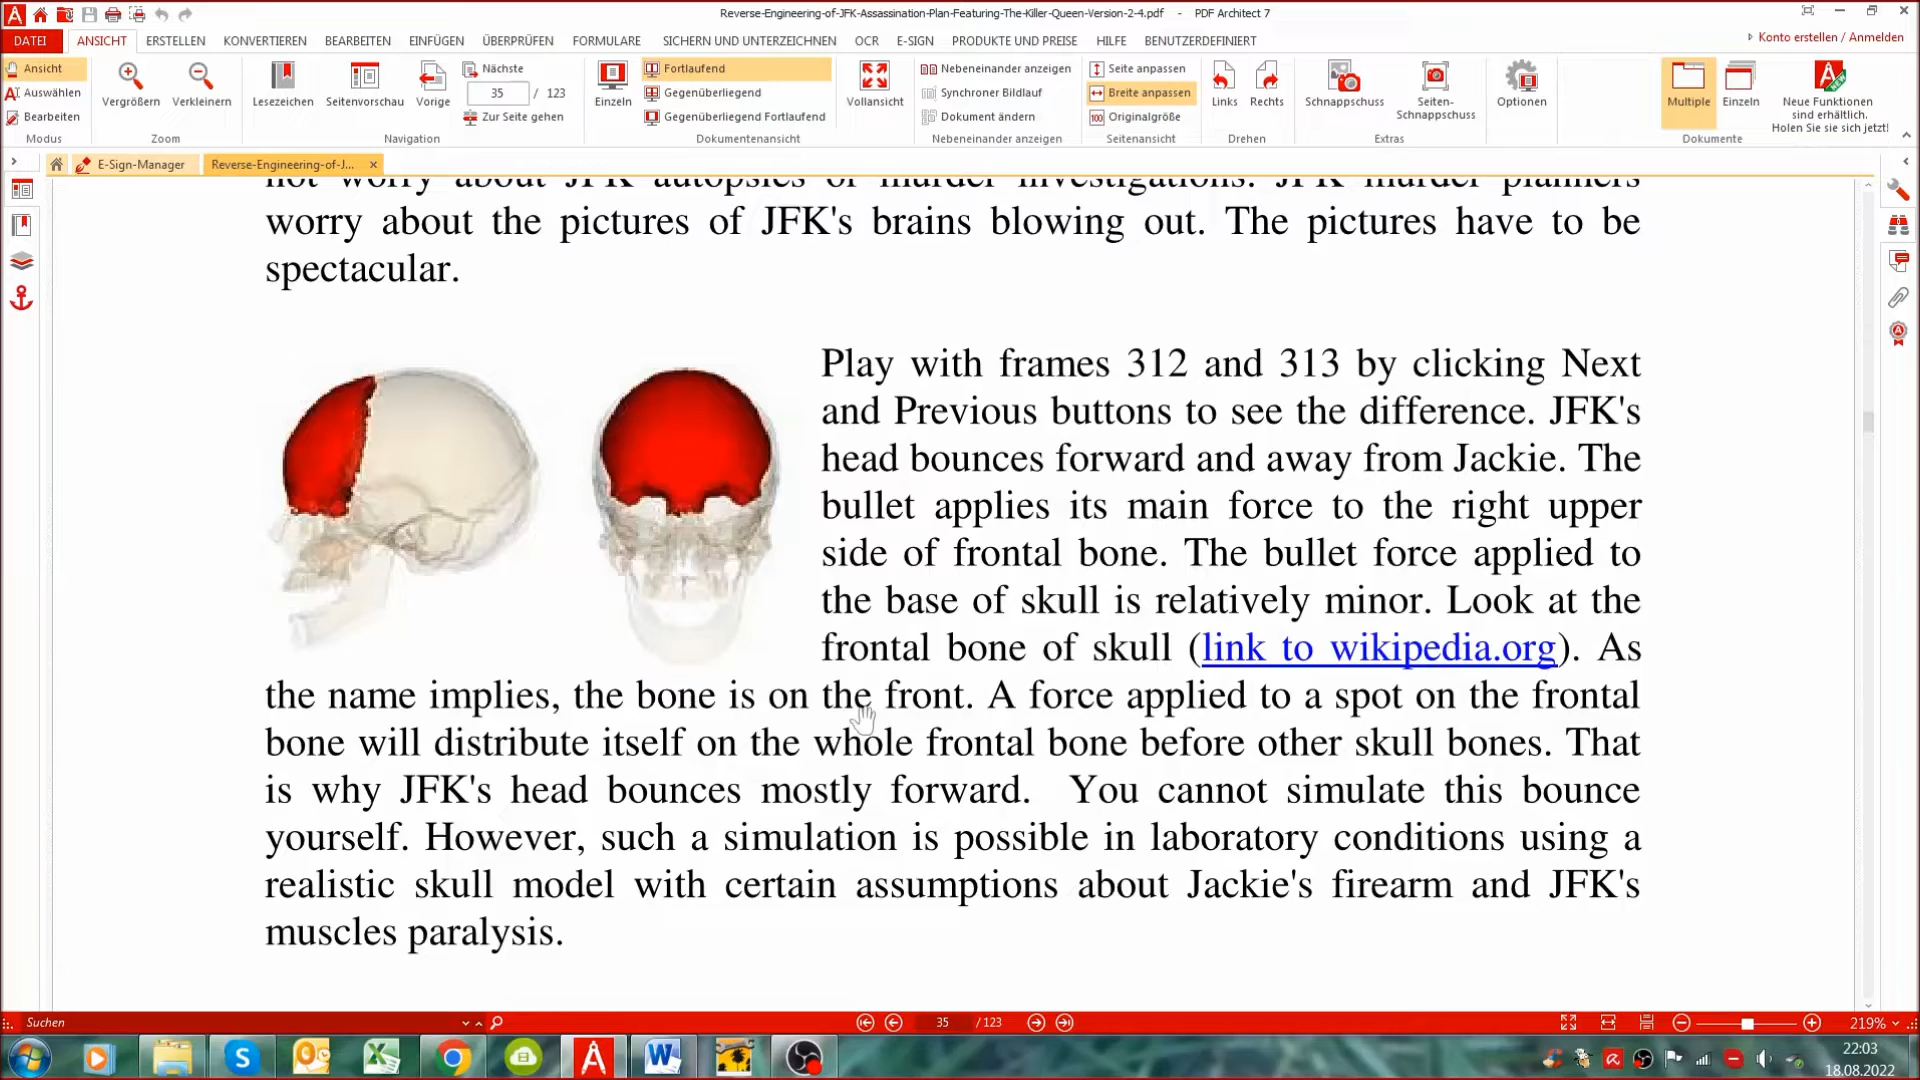 Reverse-Engineering-of-JFK-Assassination-Plan-Featuring-The-Killer-Queen-Version-2-4.pdf - PDF Architect 7
DATEI ANSICHT ERSTELLEN KONVERTIEREN BEARBEITEN EINFÜGEN ÜBERPRÜFEN FORMULARE SICHERN UND UNTERZEICHNEN OCR E-SIGN PRODUKTE UND PREISE HILFE BENUTZERDEFINIERT Konto erstellen / Anmelden
Ansicht
Auswählen
Bearbeiten
Modus
Vergrößern Verkleinern
Zoom
Lesezeichen Seitenvorschau Vorige
Nächste
35 / 123
Zur Seite gehen
Navigation
Einzeln
Fortlaufend
Gegenüberliegend
Gegenüberliegend Fortlaufend
Dokumentenansicht
Vollansicht
Nebeneinander anzeigen
Synchroner Bildlauf
Dokument ändern
Nebeneinander anzeigen
Seite anpassen
Breite anpassen
100 Originalgröße
Seitenansicht
Links Rechts
Drehen
Schnappschuss
Seiten-
Schnappschuss
Extras
Optionen
Multiple Einzeln
NEW
Neue Funktionen
sind erhältlich.
Holen Sie sie sich jetzt!
Dokumente
E-Sign-Manager Reverse-Engineering-of-J... ×
not worry about JFK autopsies or murder investigations. JFK murder planners
worry about the pictures of JFK's brains blowing out. The pictures have to be
spectacular.
Play with frames 312 and 313 by clicking Next
and Previous buttons to see the difference. JFK's
head bounces forward and away from Jackie. The
bullet applies its main force to the right upper
side of frontal bone. The bullet force applied to
the base of skull is relatively minor. Look at the
frontal bone of skull (link to wikipedia.org). As
the name implies, the bone is on the front. A force applied to a spot on the frontal
bone will distribute itself on the whole frontal bone before other skull bones. That
is why JFK's head bounces mostly forward. You cannot simulate this bounce
yourself. However, such a simulation is possible in laboratory conditions using a
realistic skull model with certain assumptions about Jackie's firearm and JFK's
muscles paralysis.
Suchen 35 / 123 219%
22:03
18.08.2022